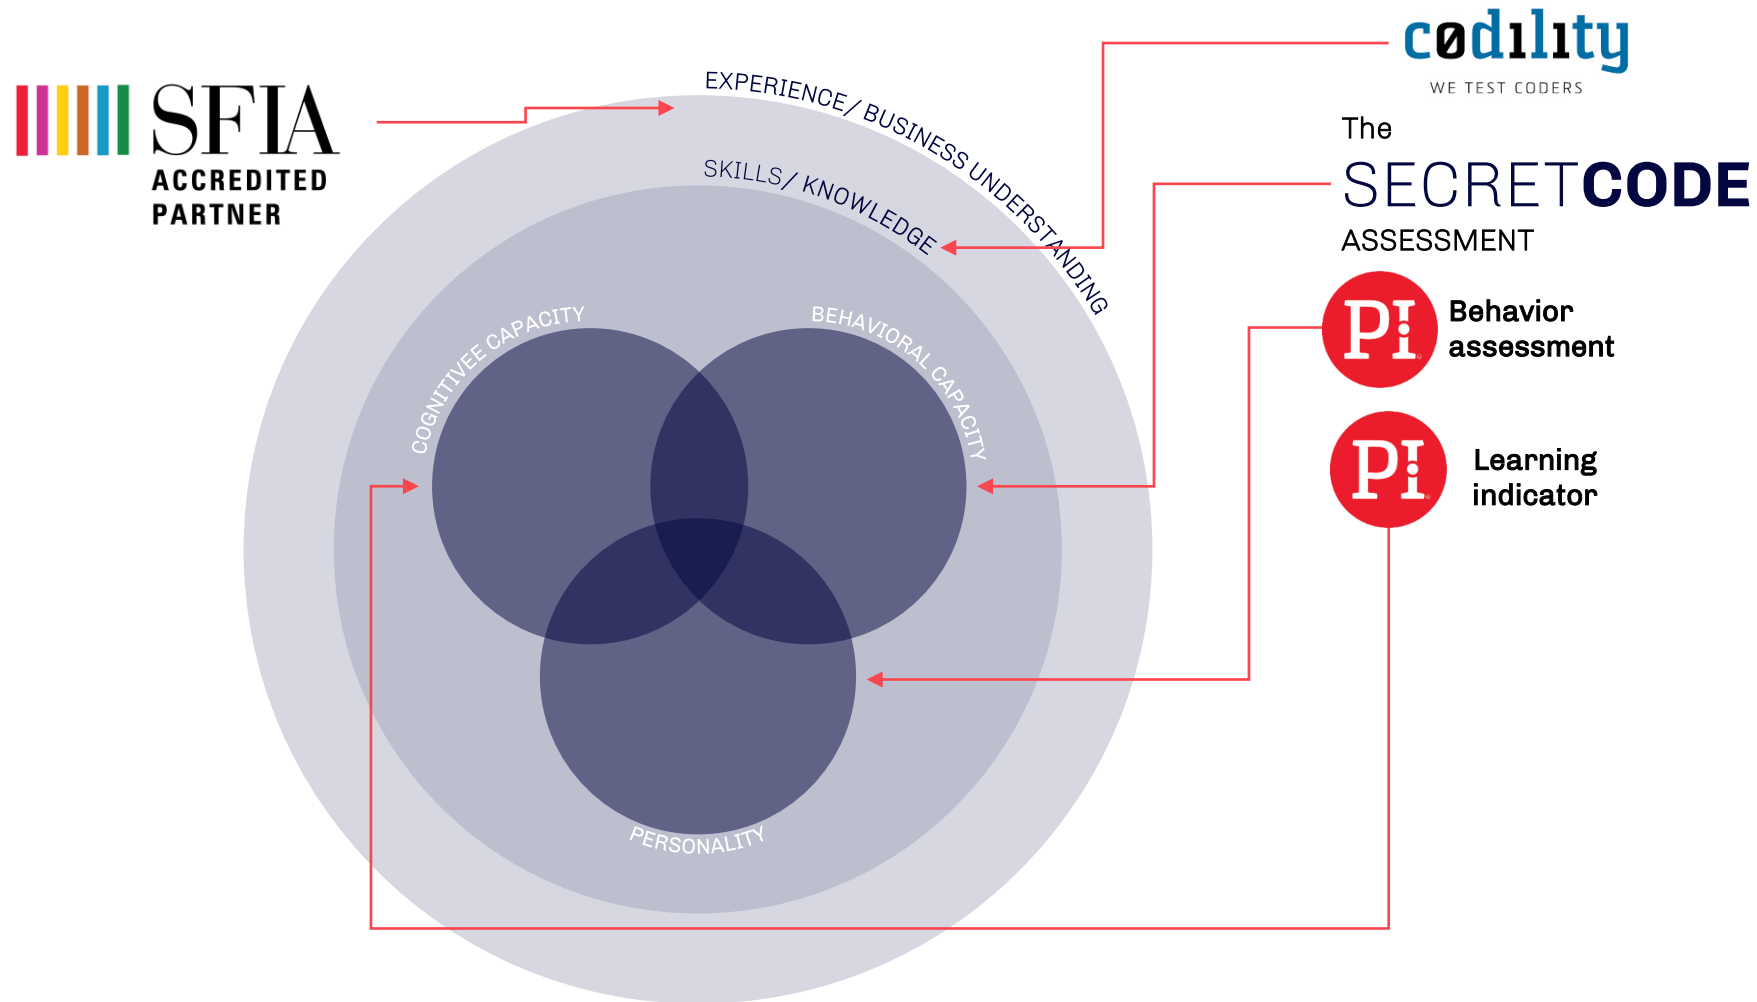 SFIA
ACCREDITED
PARTNER
EXPERIENCE/ BUSINESS UNDERSTANDING
SKILLS/ KNOWLEDGE
COGNITIVEE CAPACITY
BEHAVIORAL CAPACITY
PERSONALITY
cødility
WE TEST CODERS
The
SECRETCODE
ASSESSMENT
PI
Behavior
assessment
PI
Learning
indicator